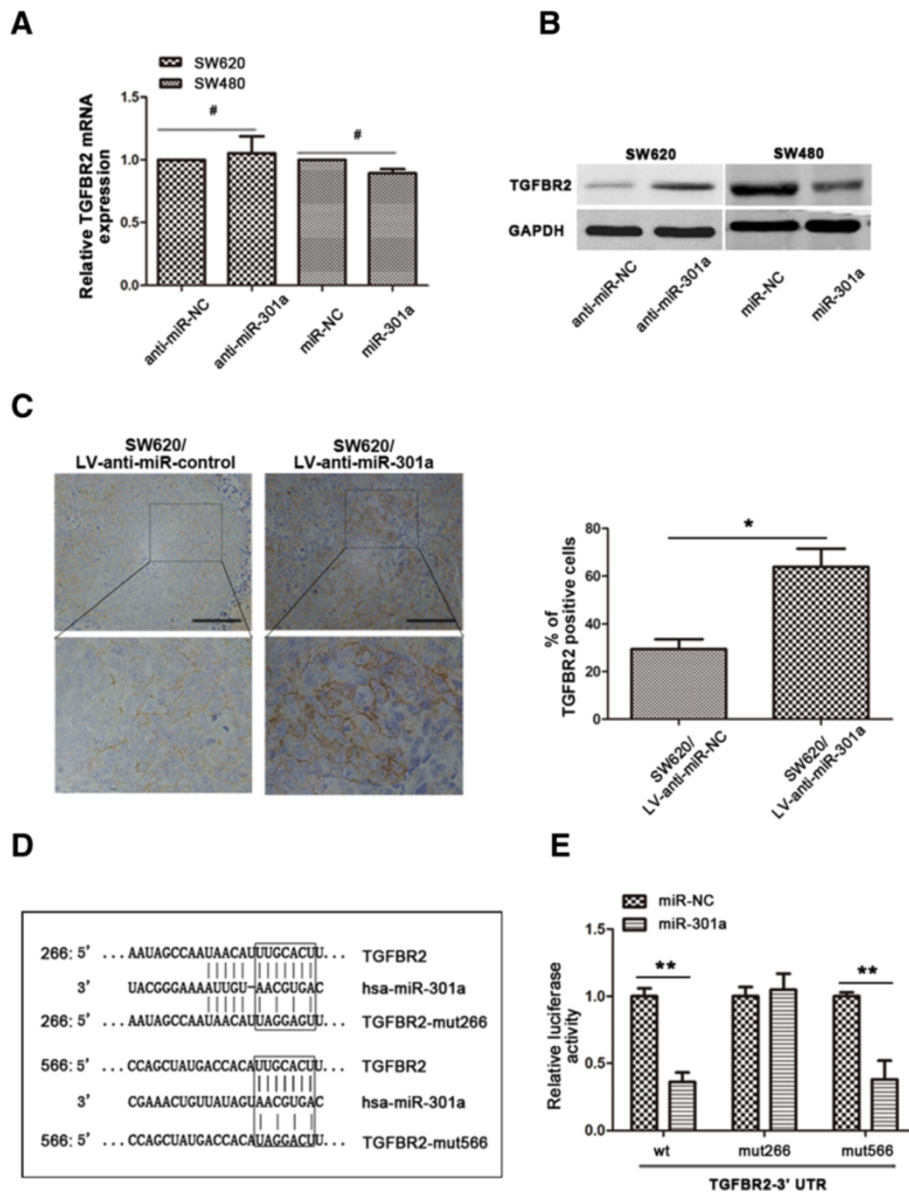 A
SW620
SW480
Relative TGFBR2 mRNA
expression
1.5
1.0
0.5
0.0
#
#
anti-miR-NC
anti-miR-301a
miR-NC
miR-301a
B
SW620
SW480
TGFBR2
GAPDH
anti-miR-NC
anti-miR-301a
miR-NC
miR-301a
C
SW620/
LV-anti-miR-control
SW620/
LV-anti-miR-301a
% of
TGFBR2 positive cells
80
60
40
20
0
*
SW620/
LV-anti-miR-NC
SW620/
LV-anti-miR-301a
D
266: 5' ...AAUAGCCAAUAACAUUUGCACUU... TGFBR2
3' UACGGGAAAAUUGU-AACGUGAC hsa-miR-301a
266: 5' ...AAUAGCCAAUAACAUUAGGAGUU... TGFBR2-mut266
566: 5' ...CCAGCUAUGACCACAUUGCACUU... TGFBR2
3' CGAAACUGUUAUAGUAACGUGAC hsa-miR-301a
566: 5' ...CCAGCUAUGACCACAUAGGACUU... TGFBR2-mut566
E
miR-NC
miR-301a
Relative luciferase
activity
1.5
1.0
0.5
0.0
**
**
wt
mut266
mut566
TGFBR2-3' UTR